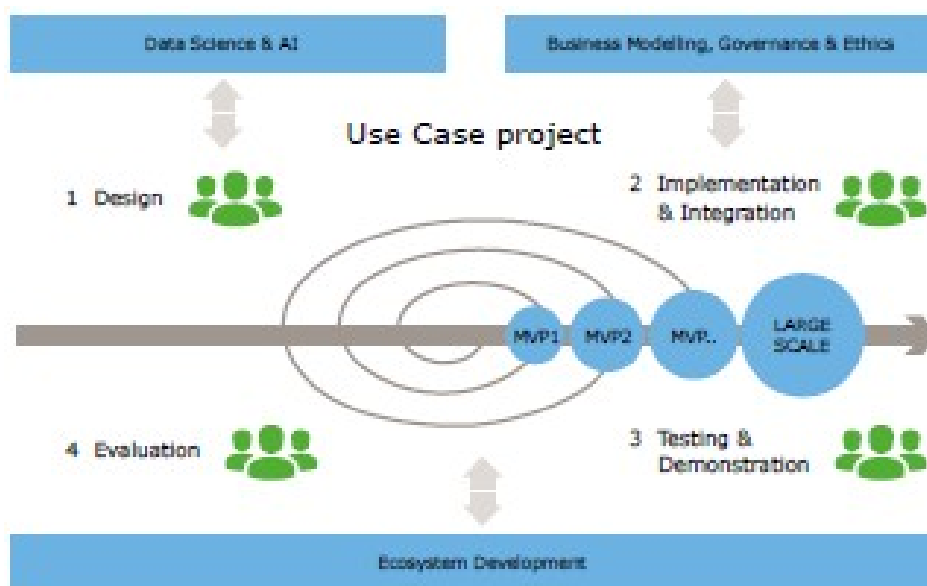 Data Science & AI
Business Modelling, Governance & Ethics
Use Case project
1 Design
2 Implementation
& Integration
MVP1
MVP2
MVP..
LARGE
SCALE
4 Evaluation
3 Testing &
Demonstration
Ecosystem Development